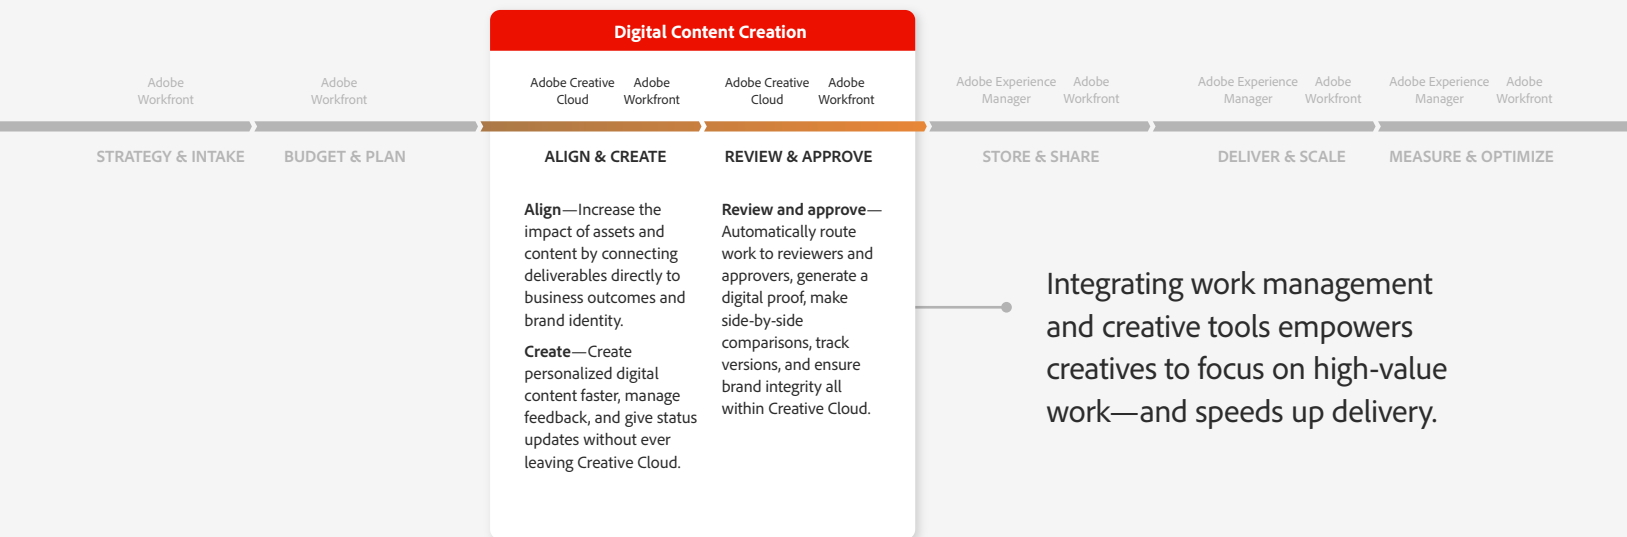 Digital Content Creation
Adobe
Workfront
Adobe
Workfront
Adobe Creative
Cloud
Adobe
Workfront
Adobe Creative
Cloud
Adobe
Workfront
Adobe Experience
Manager
Adobe
Workfront
Adobe Experience
Manager
Adobe
Workfront
Adobe Experience
Manager
Adobe
Workfront
STRATEGY & INTAKE
BUDGET & PLAN
ALIGN & CREATE
REVIEW & APPROVE
STORE & SHARE
DELIVER & SCALE
MEASURE & OPTIMIZE
Align—Increase the
impact of assets and
content by connecting
deliverables directly to
business outcomes and
brand identity.
Create—Create
personalized digital
content faster, manage
feedback, and give status
updates without ever
leaving Creative Cloud.
Review and approve—
Automatically route
work to reviewers and
approvers, generate a
digital proof, make
side-by-side
comparisons, track
versions, and ensure
brand integrity all
within Creative Cloud.
Integrating work management
and creative tools empowers
creatives to focus on high-value
work—and speeds up delivery.